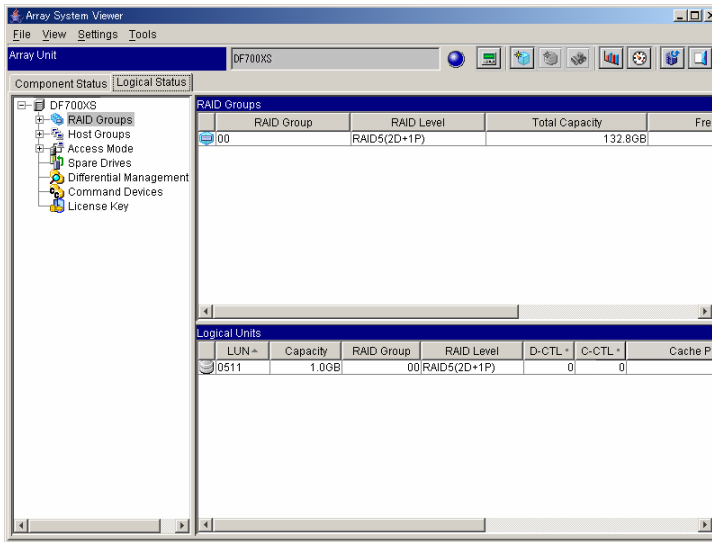 Array System Viewer
File View Settings Tools
Array Unit
DF700XS
Component Status Logical Status
DF700XS
RAID Groups
Host Groups
Access Mode
Spare Drives
Differential Management
Command Devices
License Key
RAID Groups
RAID Group RAID Level Total Capacity Fre
00 RAID5(2D+1P) 132.8GB
Logical Units
LUN Capacity RAID Group RAID Level D-CTL * C-CTL * Cache P
0511 1.0GB 00 RAID5(2D+1P) 0 0